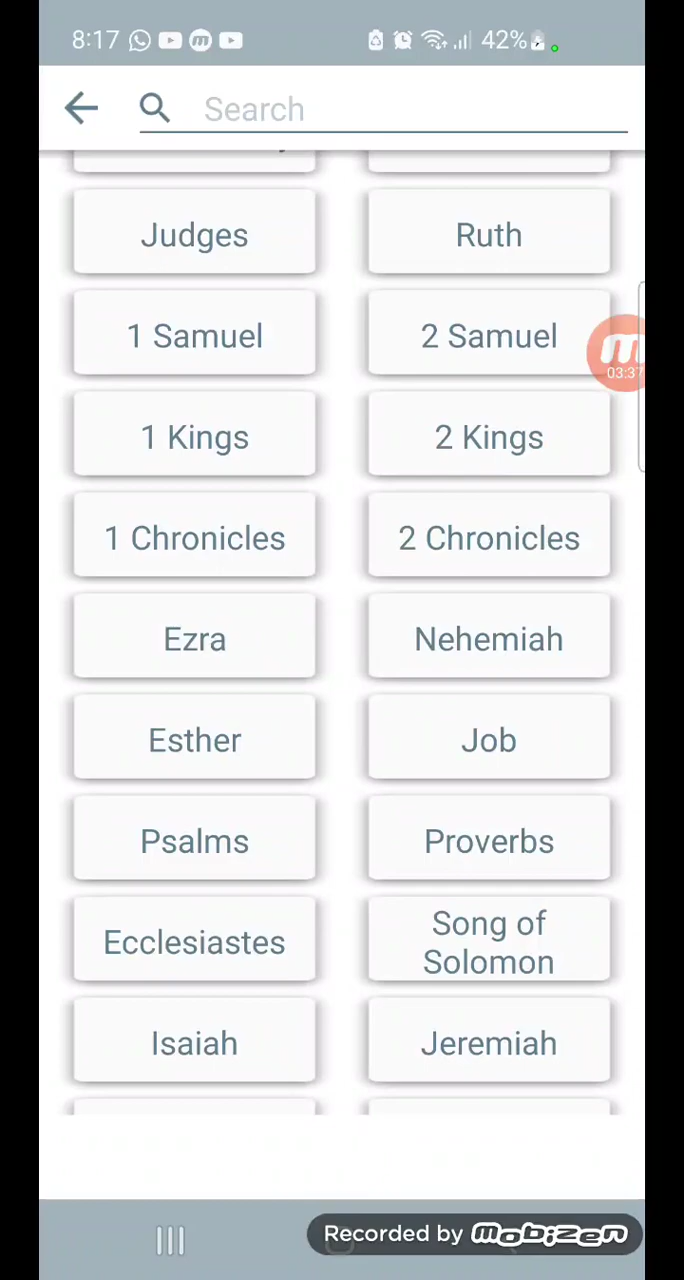 8:17 42%
Search
Judges Ruth
1 Samuel 2 Samuel
03:37
1 Kings 2 Kings
1 Chronicles 2 Chronicles
Ezra Nehemiah
Esther Job
Psalms Proverbs
Ecclesiastes Song of
Solomon
Isaiah Jeremiah
Recorded by mobizen